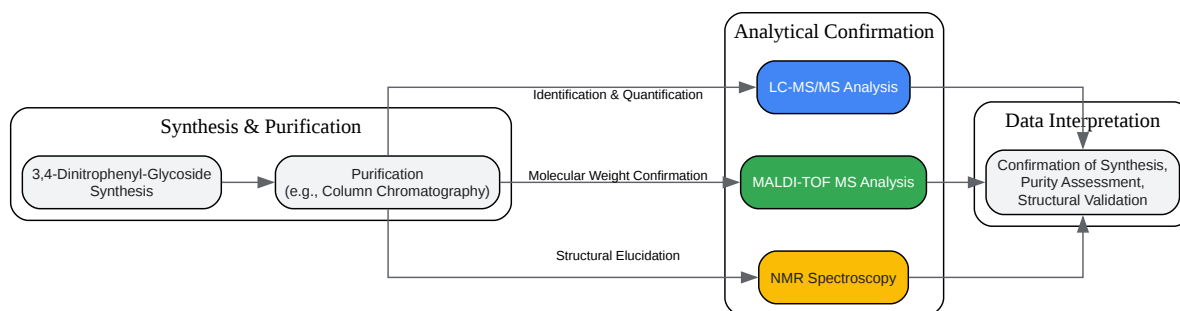 Synthesis & Purification
3,4-Dinitrophenyl-Glycoside
Synthesis
Purification
(e.g., Column Chromatography)
Identification & Quantification
Molecular Weight Confirmation
Structural Elucidation
Analytical Confirmation
LC-MS/MS Analysis
MALDI-TOF MS Analysis
NMR Spectroscopy
Data Interpretation
Confirmation of Synthesis,
Purity Assessment,
Structural Validation